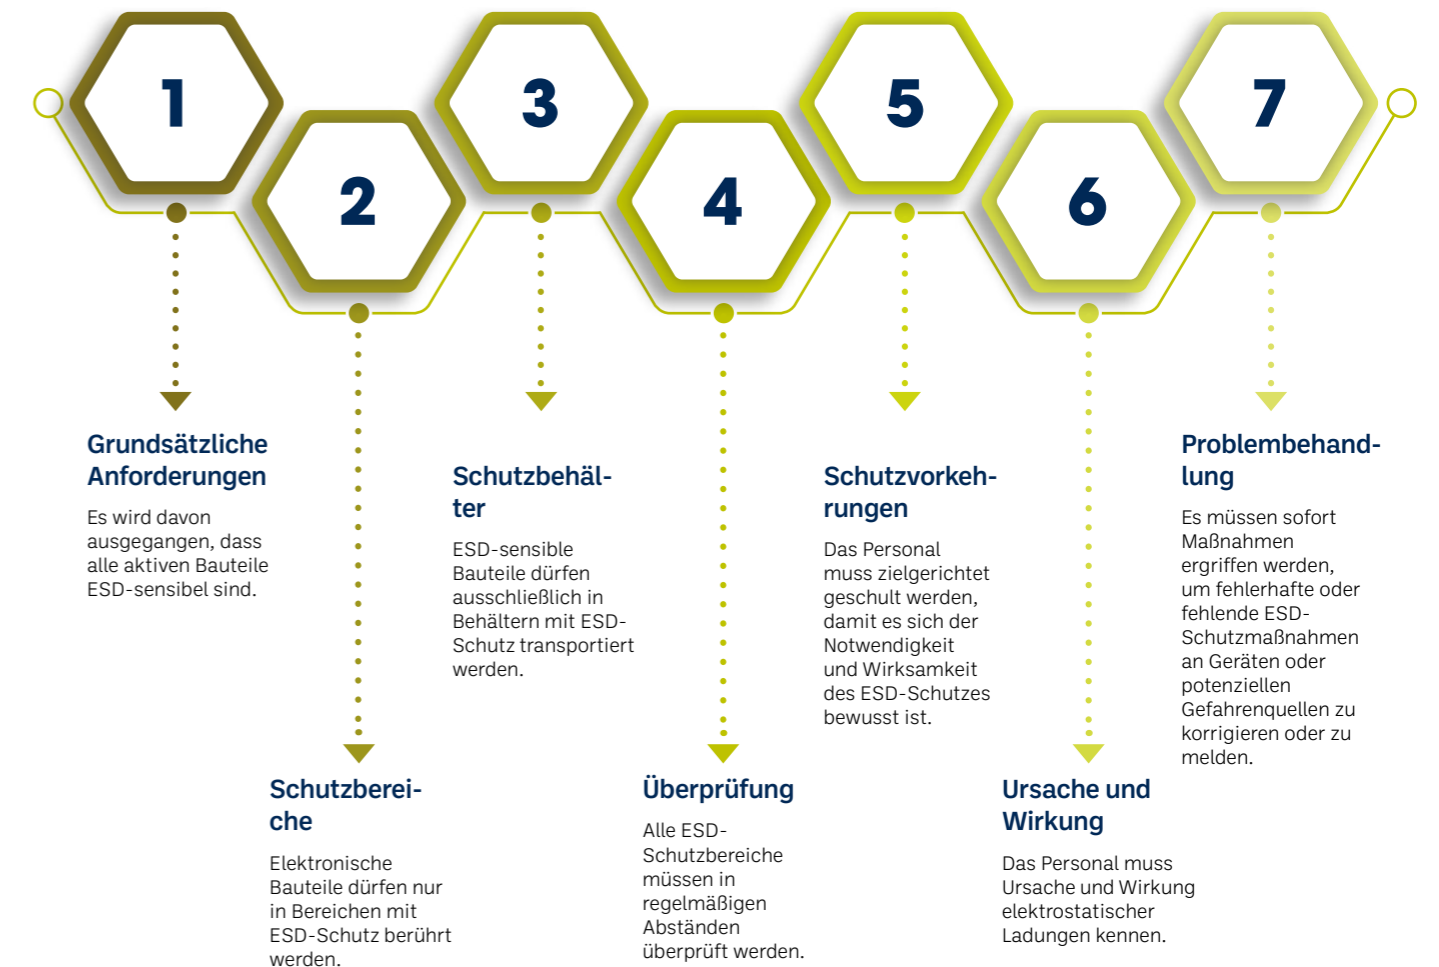 1
Grundsätzliche
Anforderungen
Es wird davon
ausgegangen, dass
alle aktiven Bauteile
ESD-sensibel sind.
2
Schutzberei-
che
Elektronische
Bauteile dürfen nur
in Bereichen mit
ESD-Schutz berührt
werden.
3
Schutzbehäl-
ter
ESD-sensible
Bauteile dürfen
ausschließlich in
Behältern mit ESD-
Schutz transportiert
werden.
4
Überprüfung
Alle ESD-
Schutzbereiche
müssen in
regelmäßigen
Abständen
überprüft werden.
5
Schutzvorkeh-
rungen
Das Personal
muss zielgerichtet
geschult werden,
damit es sich der
Notwendigkeit
und Wirksamkeit
des ESD-Schutzes
bewusst ist.
6
Ursache und
Wirkung
Das Personal muss
Ursache und Wirkung
elektrostatischer
Ladungen kennen.
7
Problembehand-
lung
Es müssen sofort
Maßnahmen
ergriffen werden,
um fehlerhafte oder
fehlende ESD-
Schutzmaßnahmen
an Geräten oder
potenziellen
Gefahrenquellen zu
korrigieren oder zu
melden.